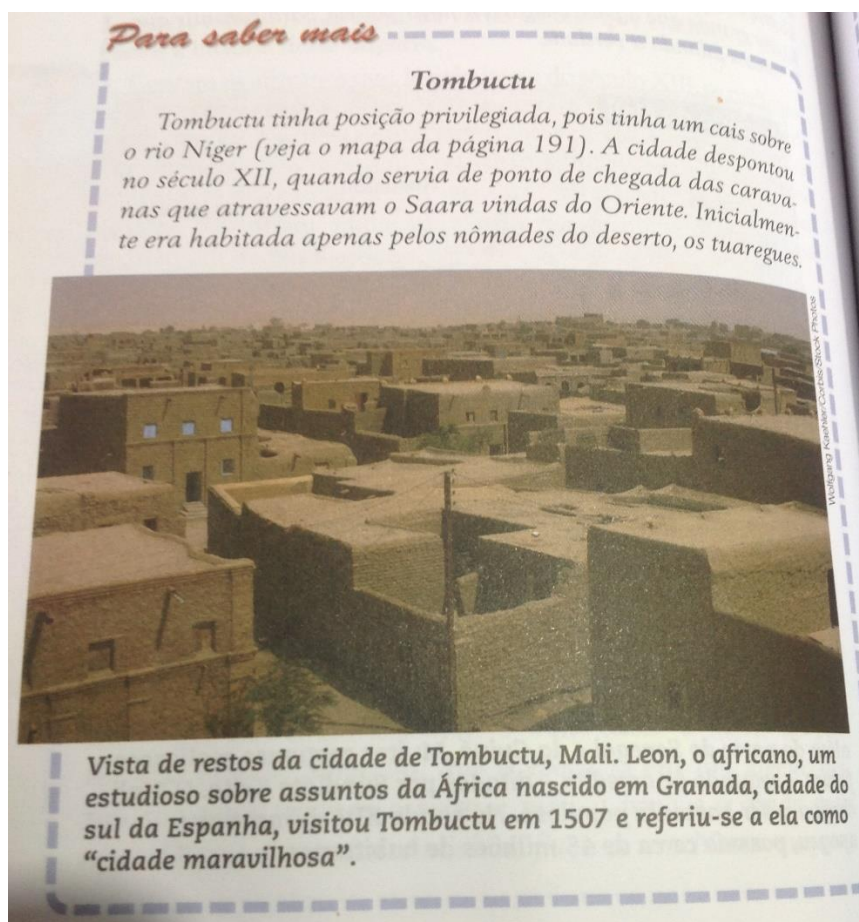 Para saber mais
Tombuctu
Tombuctu tinha posição privilegiada, pois tinha um cais sobre
o rio Níger (veja o mapa da página 191). A cidade despontou
no século XII, quando servia de ponto de chegada das carava-
nas que atravessavam o Saara vindas do Oriente. Inicialmen-
te era habitada apenas pelos nômades do deserto, os tuaregues.
Wolfgang Kaehler/Corbis/Stock Photos
Vista de restos da cidade de Tombuctu, Mali. Leon, o africano, um
estudioso sobre assuntos da África nascido em Granada, cidade do
sul da Espanha, visitou Tombuctu em 1507 e referiu-se a ela como
“cidade maravilhosa”.